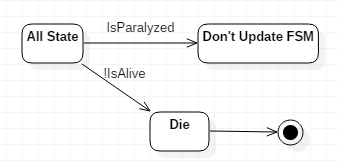 IsParalyzed
All State
Don't Update FSM
!IsAlive
Die